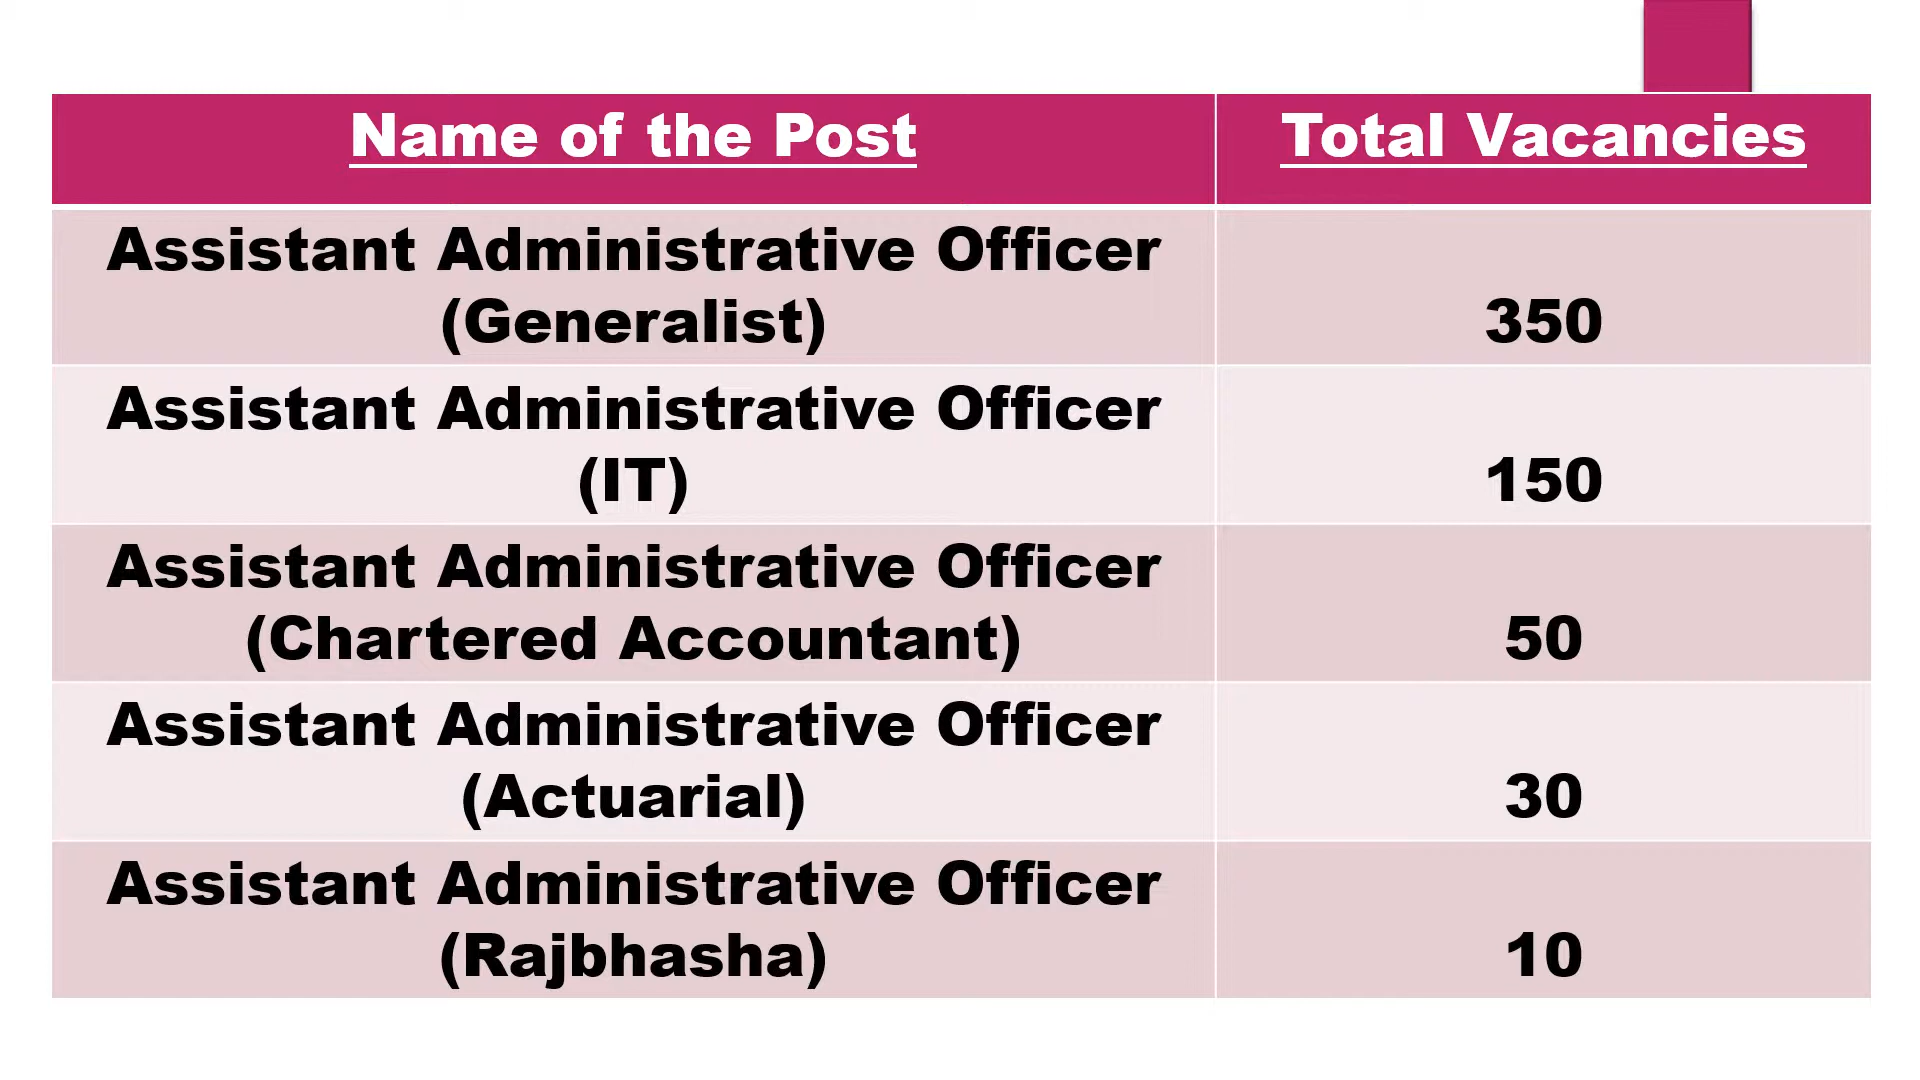 Name of the Post
Total Vacancies
Assistant Administrative Officer
(Generalist)
350
Assistant Administrative Officer
(IT)
150
Assistant Administrative Officer
(Chartered Accountant)
50
Assistant Administrative Officer
(Actuarial)
30
Assistant Administrative Officer
(Rajbhasha)
10